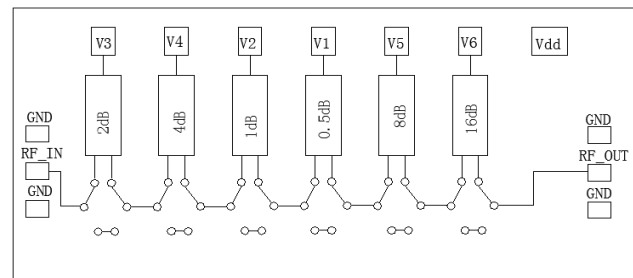 V3 V4 V2 V1 V5 V6 Vdd
2dB 4dB 1dB 0.5dB 8dB 16dB
GND GND
RF_IN RF_OUT
GND GND